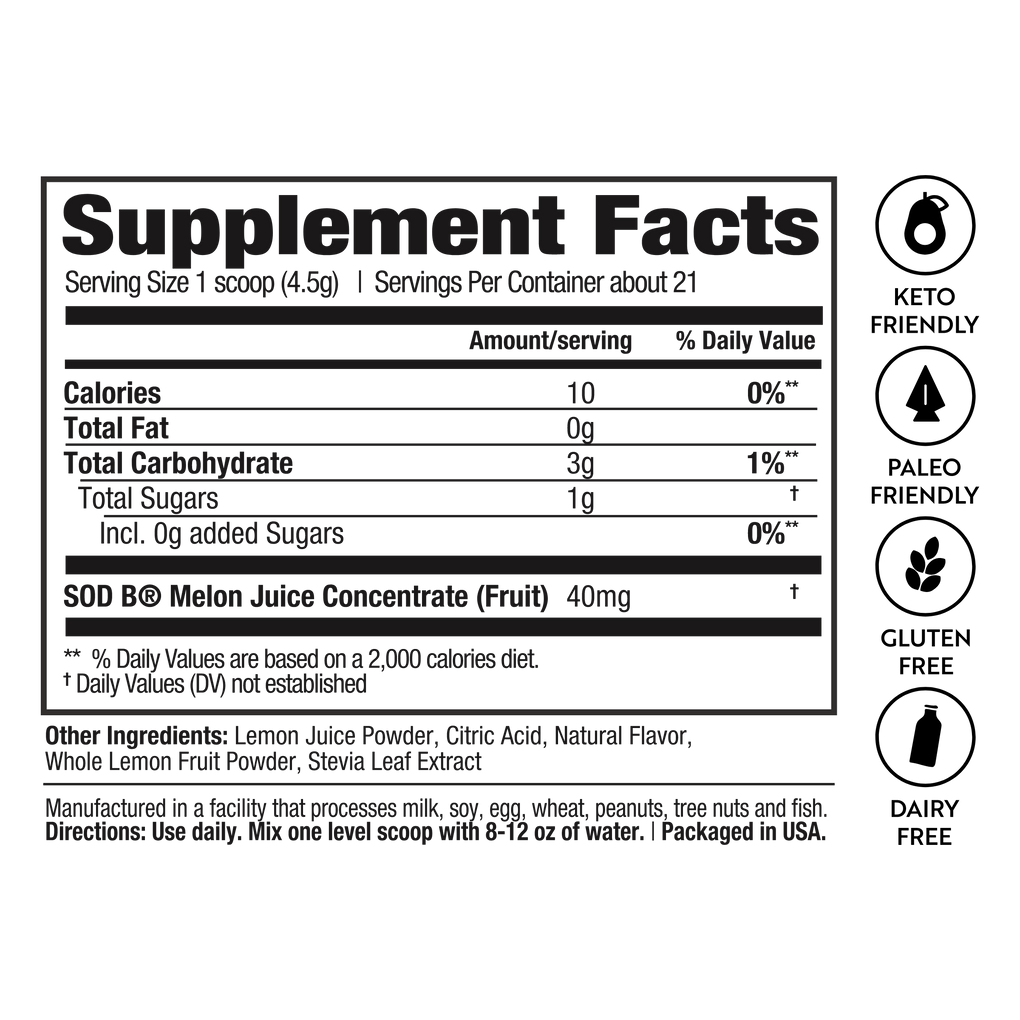 Supplement Facts
Serving Size 1 scoop (4.5g) | Servings Per Container about 21
Amount/serving % Daily Value
Calories 10 0%**
Total Fat 0g
Total Carbohydrate 3g 1%**
Total Sugars 1g †
Incl. 0g added Sugars 0%**
SOD B® Melon Juice Concentrate (Fruit) 40mg †
** % Daily Values are based on a 2,000 calories diet.
† Daily Values (DV) not established
Other Ingredients: Lemon Juice Powder, Citric Acid, Natural Flavor,
Whole Lemon Fruit Powder, Stevia Leaf Extract
Manufactured in a facility that processes milk, soy, egg, wheat, peanuts, tree nuts and fish.
Directions: Use daily. Mix one level scoop with 8-12 oz of water. | Packaged in USA.
KETO
FRIENDLY
PALEO
FRIENDLY
GLUTEN
FREE
DAIRY
FREE